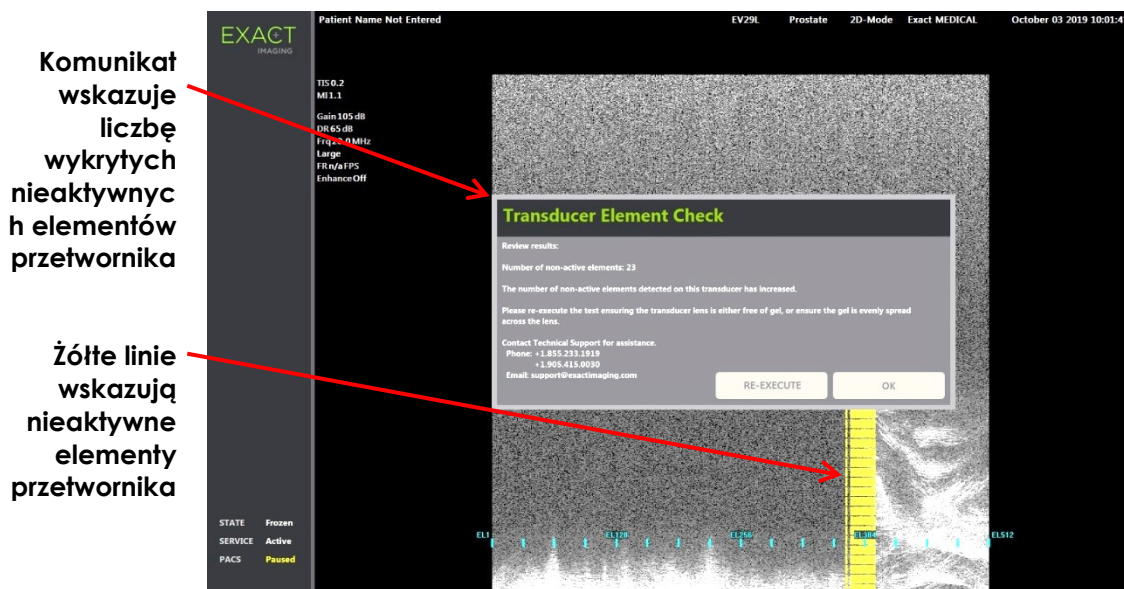 Komunikat
wskazuje
liczbę
wykrytych
nieaktywnyc
h elementów
przetwornika
Żółte linie
wskazują
nieaktywne
elementy
przetwornika
EXACT
IMAGING
Patient Name Not Entered
EV29L Prostate 2D-Mode Exact MEDICAL October 03 2019 10:01:4
TIS 0.2
MI 1.1
Gain 105 dB
DR 65 dB
Large
FR n/a FPS
Enhance Off
Transducer Element Check
Review results:
Number of non-active elements: 23
The number of non-active elements detected on this transducer has increased.
Please re-execute the test ensuring the transducer lens is either free of gel, or ensure the gel is evenly spread
across the lens.
Contact Technical Support for assistance.
Phone: +1.855.233.1919
+1.905.415.0030
Email: support@exactimaging.com
RE-EXECUTE OK
EL1 EL128 EL256 EL384 EL512
STATE Frozen
SERVICE Active
PACS Paused